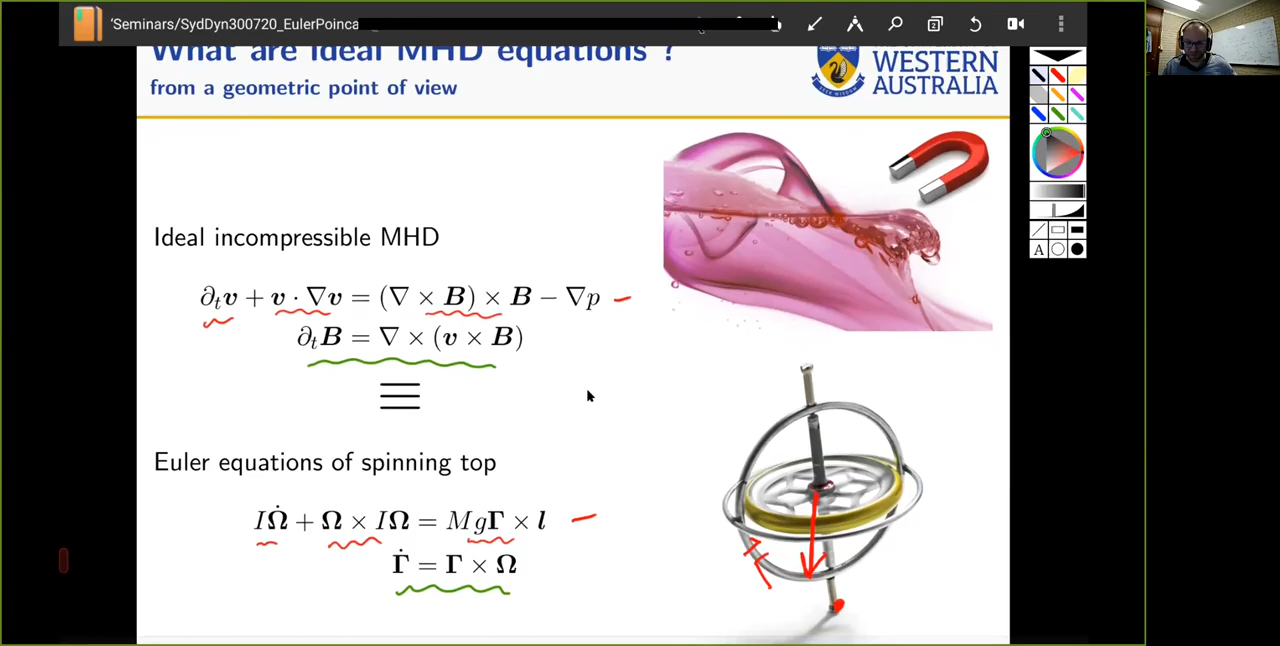 'Seminars/SydDyn300720_EulerPoinca
What are Ideal MHD equations ?
from a geometric point of view
WESTERN
AUSTRALIA
Ideal incompressible MHD
∂ₜv + v · ∇v = (∇ × B) × B − ∇p
∂ₜB = ∇ × (v × B)
≡
Euler equations of spinning top
IΩ̇ + Ω × IΩ = MgΓ × l
Γ̇ = Γ × Ω
2
A